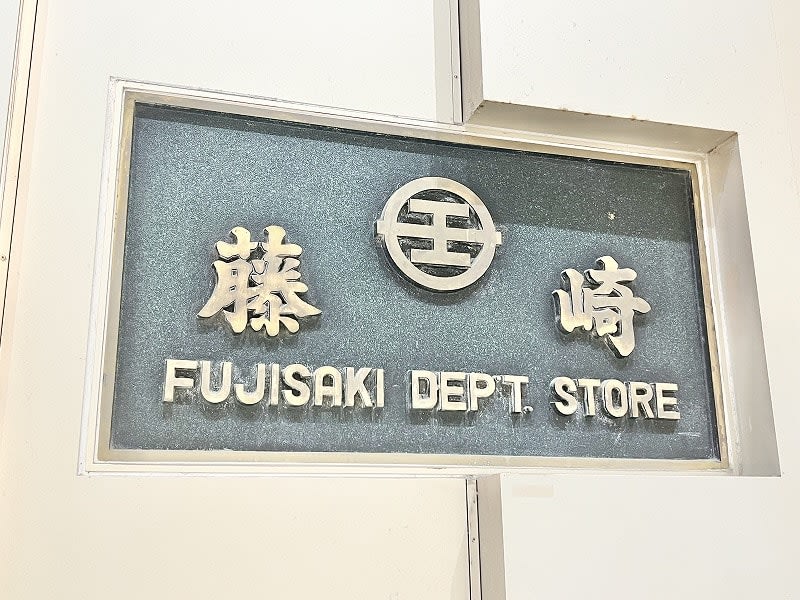 藤 崎
FUJISAKI DEP'T. STORE